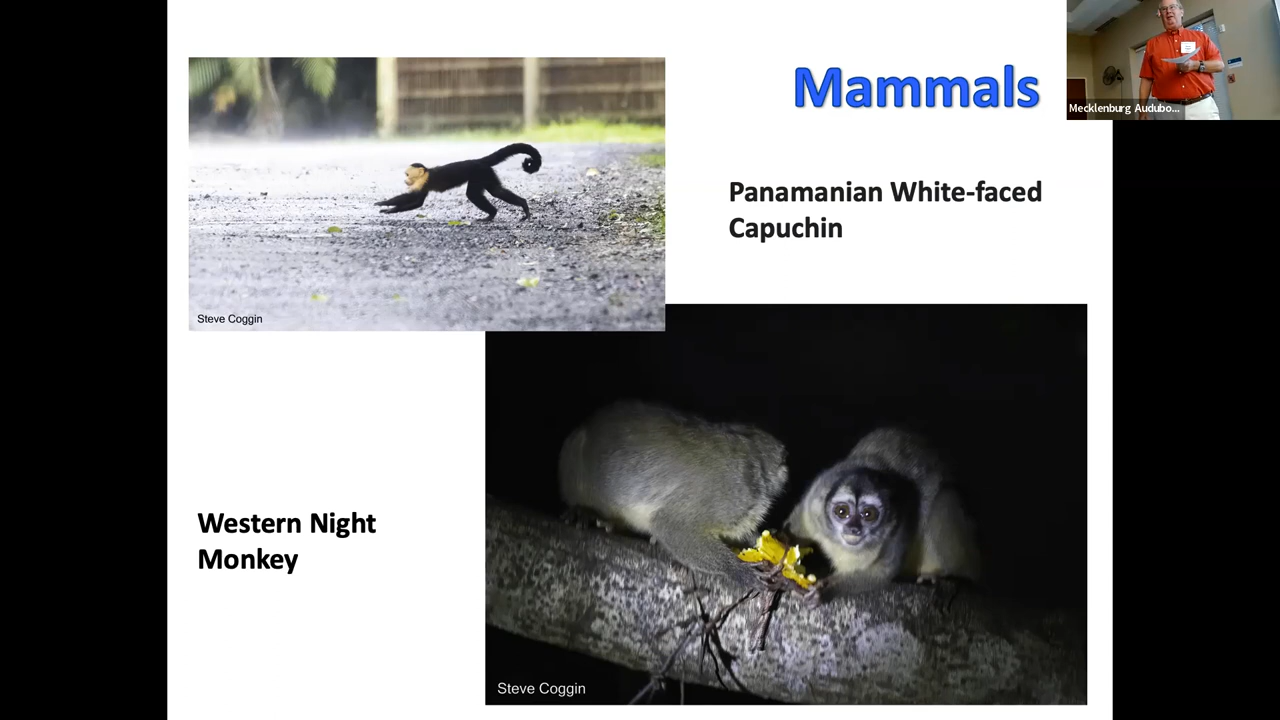 Mammals
Mecklenburg Audubo...
Panamanian White-faced
Capuchin
Steve Coggin
Western Night
Monkey
Steve Coggin